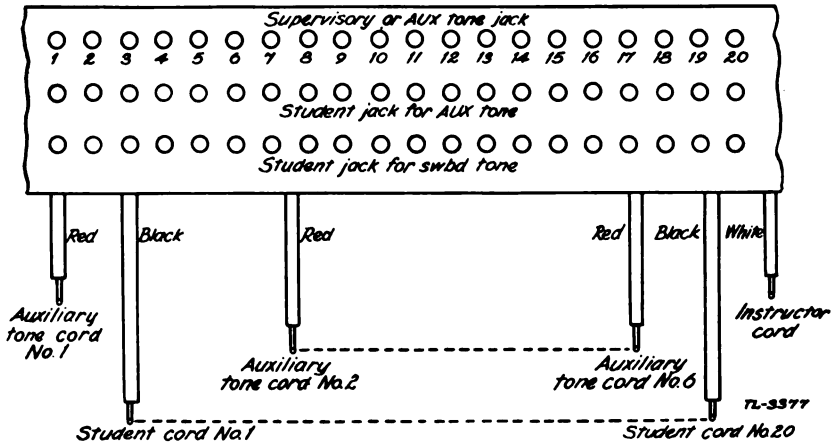 Supervisory or AUX tone jack
1 2 3 4 5 6 7 8 9 10 11 12 13 14 15 16 17 18 19 20
Student jack for AUX tone
Student jack for swbd tone
Red Black Red Red Black White
Auxiliary
tone cord
No. 1
Auxiliary
tone cord No. 2
Auxiliary
tone cord No. 6
Instructor
cord
TL-3377
Student cord No. 1
Student cord No. 20